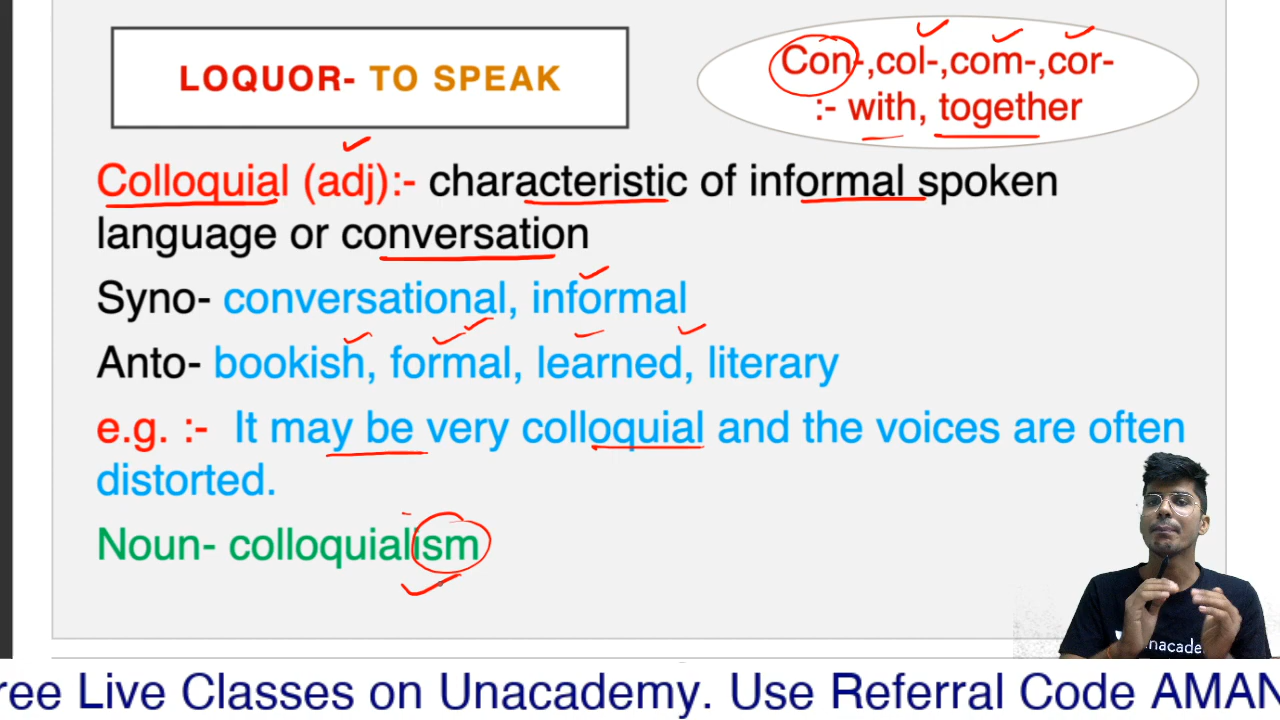 LOQUOR- TO SPEAK
Con-,col-,com-,cor-
:- with, together
Colloquial (adj):- characteristic of informal spoken
language or conversation
Syno- conversational, informal
Anto- bookish, formal, learned, literary
e.g. :- It may be very colloquial and the voices are often
distorted.
Noun- colloquialism
ree Live Classes on Unacademy. Use Referral Code AMAN